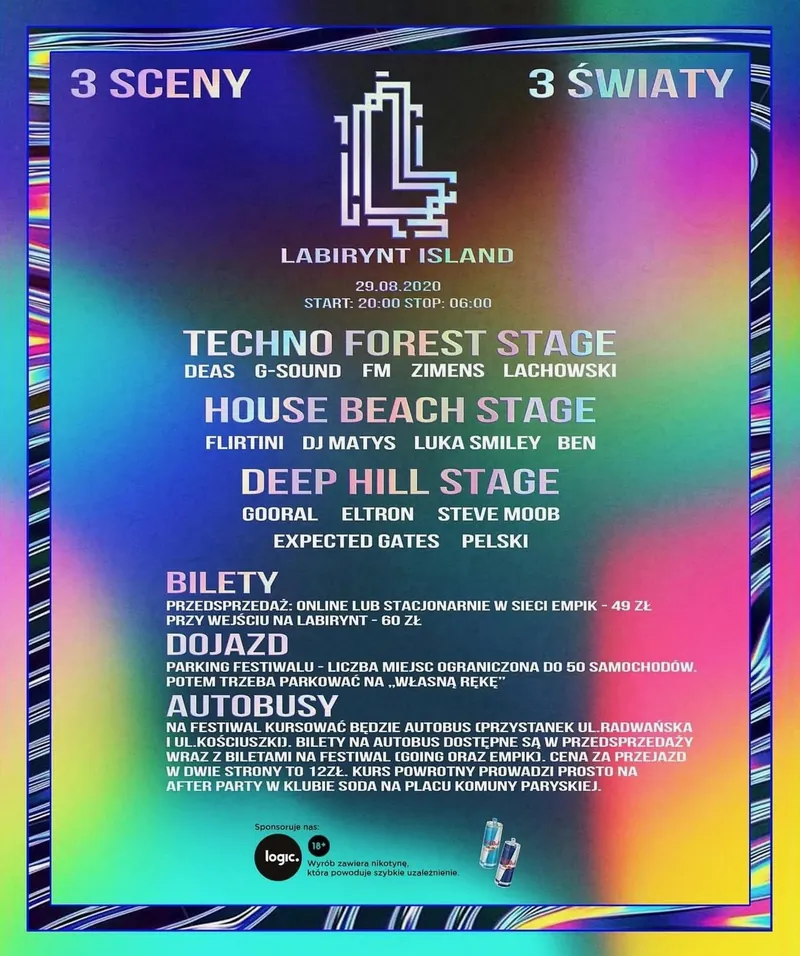 3 SCENY
3 ŚWIATY
LABIRYNT ISLAND
29.08.2020
START: 20:00 STOP: 06:00
TECHNO FOREST STAGE
DEAS G-SOUND FM ZIMENS LACHOWSKI
HOUSE BEACH STAGE
FLIRTINI DJ MATYS LUKA SMILEY BEN
DEEP HILL STAGE
GOORAL ELTRON STEVE MOOB
EXPECTED GATES PELSKI
BILETY
PRZEDSPRZEDAŻ: ONLINE LUB STACJONARNIE W SIECI EMPIK - 49 ZŁ
PRZY WEJŚCIU NA LABIRYNT - 60 ZŁ
DOJAZD
PARKING FESTIWALU - LICZBA MIEJSC OGRANICZONA DO 50 SAMOCHODÓW.
POTEM TRZEBA PARKOWAĆ NA „WŁASNĄ RĘKĘ”
AUTOBUSY
NA FESTIWAL KURSOWAĆ BĘDZIE AUTOBUS (PRZYSTANEK UL.RADWAŃSKA
I UL.KOŚCIUSZKI). BILETY NA AUTOBUS DOSTĘPNE SĄ W PRZEDSPRZEDAŻY
WRAZ Z BILETAMI NA FESTIWAL (GOING ORAZ EMPIK). CENA ZA PRZEJAZD
W DWIE STRONY TO 12ZŁ. KURS POWROTNY PROWADZI PROSTO NA
AFTER PARTY W KLUBIE SODA NA PLACU KOMUNY PARYSKIEJ.
Sponsoruje nas:
logic.
18+
Wyrób zawiera nikotynę,
która powoduje szybkie uzależnienie.